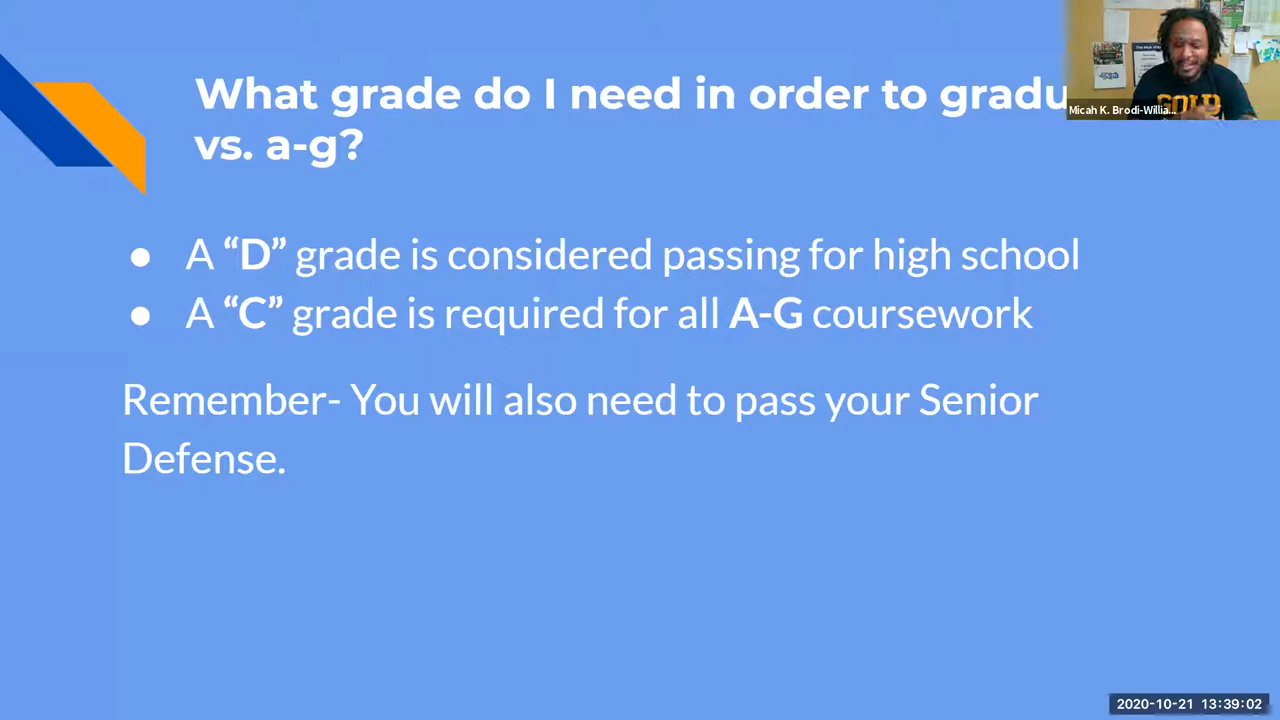 What grade do I need in order to gradu
vs. a-g?
Micah K. Brodi-Willia...
GOLD
● A “D” grade is considered passing for high school
● A “C” grade is required for all A-G coursework
Remember- You will also need to pass your Senior
Defense.
2020-10-21 13:39:02